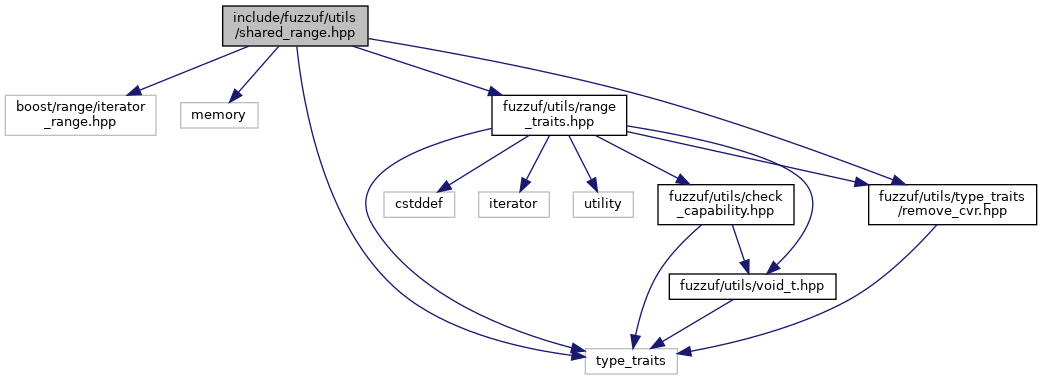 include/fuzzuf/utils
/shared_range.hpp
boost/range/iterator
_range.hpp
memory
fuzzuf/utils/range
_traits.hpp
cstddef
iterator
utility
fuzzuf/utils/check
_capability.hpp
fuzzuf/utils/type_traits
/remove_cvr.hpp
fuzzuf/utils/void_t.hpp
type_traits